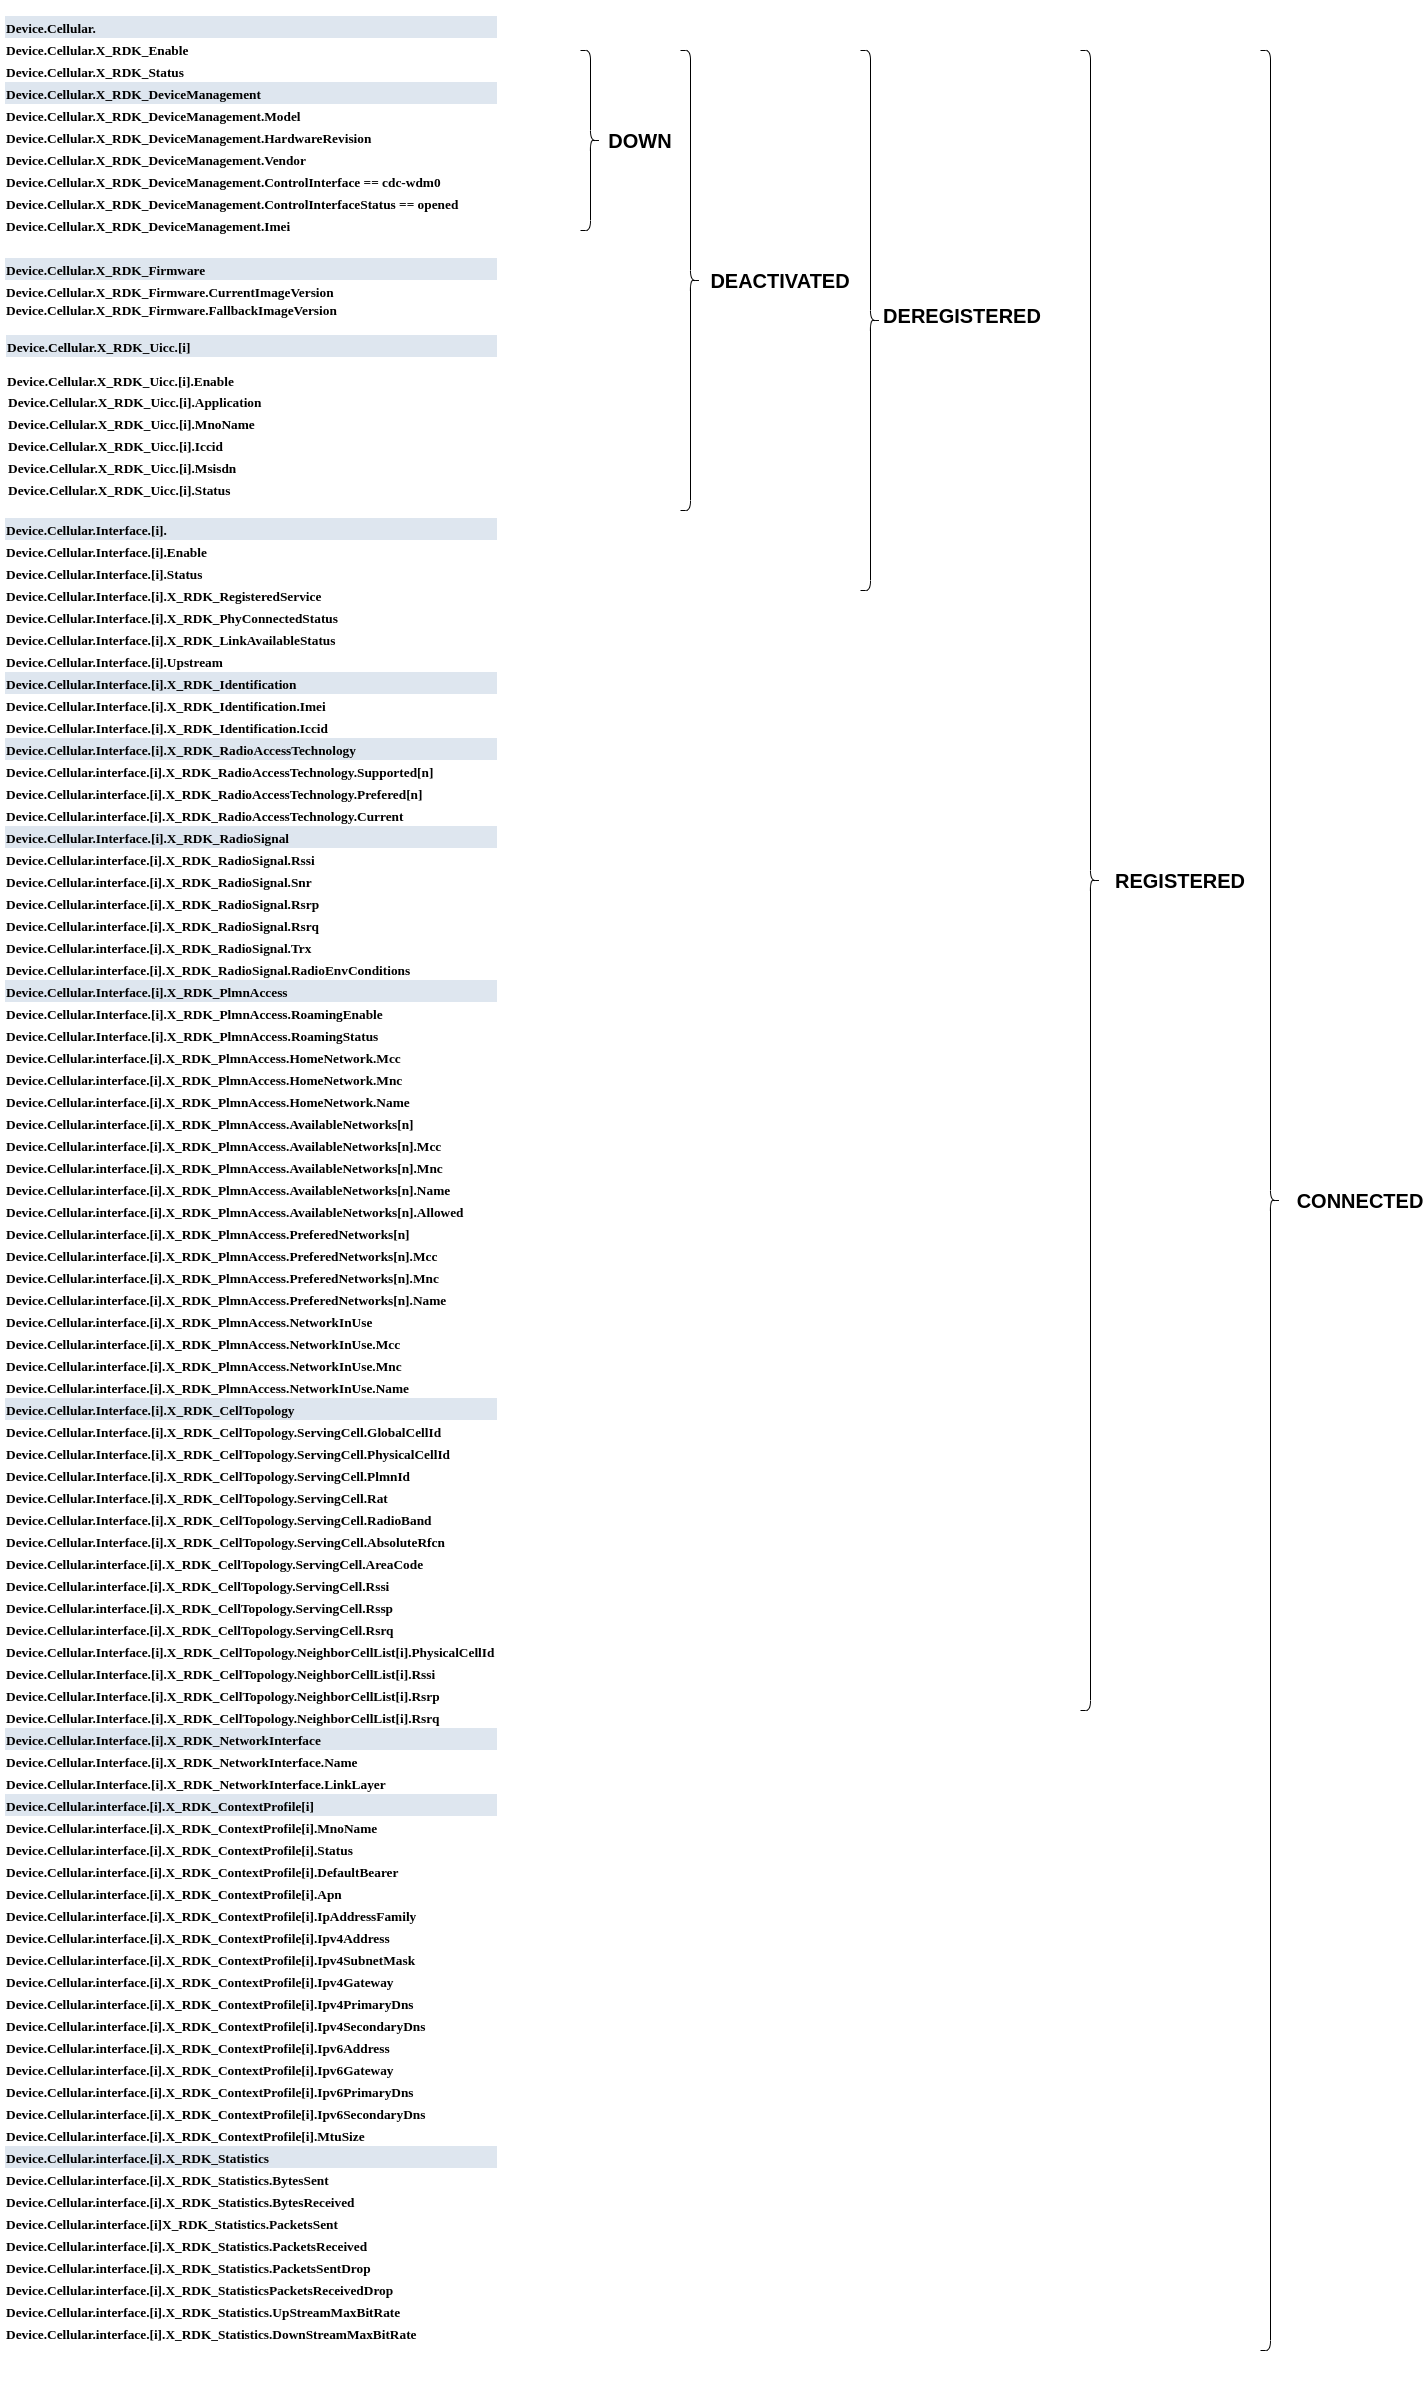 Device.Cellular.
Device.Cellular.X_RDK_Enable
Device.Cellular.X_RDK_Status
Device.Cellular.X_RDK_DeviceManagement
Device.Cellular.X_RDK_DeviceManagement.Model
Device.Cellular.X_RDK_DeviceManagement.HardwareRevision
Device.Cellular.X_RDK_DeviceManagement.Vendor
Device.Cellular.X_RDK_DeviceManagement.ControlInterface == cdc-wdm0
Device.Cellular.X_RDK_DeviceManagement.ControlInterfaceStatus == opened
Device.Cellular.X_RDK_DeviceManagement.Imei
Device.Cellular.X_RDK_Firmware
Device.Cellular.X_RDK_Firmware.CurrentImageVersion
Device.Cellular.X_RDK_Firmware.FallbackImageVersion
Device.Cellular.X_RDK_Uicc.[i]
Device.Cellular.X_RDK_Uicc.[i].Enable
Device.Cellular.X_RDK_Uicc.[i].Application
Device.Cellular.X_RDK_Uicc.[i].MnoName
Device.Cellular.X_RDK_Uicc.[i].Iccid
Device.Cellular.X_RDK_Uicc.[i].Msisdn
Device.Cellular.X_RDK_Uicc.[i].Status
Device.Cellular.Interface.[i].
Device.Cellular.Interface.[i].Enable
Device.Cellular.Interface.[i].Status
Device.Cellular.Interface.[i].X_RDK_RegisteredService
Device.Cellular.Interface.[i].X_RDK_PhyConnectedStatus
Device.Cellular.Interface.[i].X_RDK_LinkAvailableStatus
Device.Cellular.Interface.[i].Upstream
Device.Cellular.Interface.[i].X_RDK_Identification
Device.Cellular.Interface.[i].X_RDK_Identification.Imei
Device.Cellular.Interface.[i].X_RDK_Identification.Iccid
Device.Cellular.Interface.[i].X_RDK_RadioAccessTechnology
Device.Cellular.interface.[i].X_RDK_RadioAccessTechnology.Supported[n]
Device.Cellular.interface.[i].X_RDK_RadioAccessTechnology.Prefered[n]
Device.Cellular.interface.[i].X_RDK_RadioAccessTechnology.Current
Device.Cellular.Interface.[i].X_RDK_RadioSignal
Device.Cellular.interface.[i].X_RDK_RadioSignal.Rssi
Device.Cellular.interface.[i].X_RDK_RadioSignal.Snr
Device.Cellular.interface.[i].X_RDK_RadioSignal.Rsrp
Device.Cellular.interface.[i].X_RDK_RadioSignal.Rsrq
Device.Cellular.interface.[i].X_RDK_RadioSignal.Trx
Device.Cellular.interface.[i].X_RDK_RadioSignal.RadioEnvConditions
Device.Cellular.Interface.[i].X_RDK_PlmnAccess
Device.Cellular.Interface.[i].X_RDK_PlmnAccess.RoamingEnable
Device.Cellular.Interface.[i].X_RDK_PlmnAccess.RoamingStatus
Device.Cellular.interface.[i].X_RDK_PlmnAccess.HomeNetwork.Mcc
Device.Cellular.interface.[i].X_RDK_PlmnAccess.HomeNetwork.Mnc
Device.Cellular.interface.[i].X_RDK_PlmnAccess.HomeNetwork.Name
Device.Cellular.interface.[i].X_RDK_PlmnAccess.AvailableNetworks[n]
Device.Cellular.interface.[i].X_RDK_PlmnAccess.AvailableNetworks[n].Mcc
Device.Cellular.interface.[i].X_RDK_PlmnAccess.AvailableNetworks[n].Mnc
Device.Cellular.interface.[i].X_RDK_PlmnAccess.AvailableNetworks[n].Name
Device.Cellular.interface.[i].X_RDK_PlmnAccess.AvailableNetworks[n].Allowed
Device.Cellular.interface.[i].X_RDK_PlmnAccess.PreferedNetworks[n]
Device.Cellular.interface.[i].X_RDK_PlmnAccess.PreferedNetworks[n].Mcc
Device.Cellular.interface.[i].X_RDK_PlmnAccess.PreferedNetworks[n].Mnc
Device.Cellular.interface.[i].X_RDK_PlmnAccess.PreferedNetworks[n].Name
Device.Cellular.interface.[i].X_RDK_PlmnAccess.NetworkInUse
Device.Cellular.interface.[i].X_RDK_PlmnAccess.NetworkInUse.Mcc
Device.Cellular.interface.[i].X_RDK_PlmnAccess.NetworkInUse.Mnc
Device.Cellular.interface.[i].X_RDK_PlmnAccess.NetworkInUse.Name
Device.Cellular.Interface.[i].X_RDK_CellTopology
Device.Cellular.Interface.[i].X_RDK_CellTopology.ServingCell.GlobalCellId
Device.Cellular.Interface.[i].X_RDK_CellTopology.ServingCell.PhysicalCellId
Device.Cellular.Interface.[i].X_RDK_CellTopology.ServingCell.PlmnId
Device.Cellular.Interface.[i].X_RDK_CellTopology.ServingCell.Rat
Device.Cellular.Interface.[i].X_RDK_CellTopology.ServingCell.RadioBand
Device.Cellular.Interface.[i].X_RDK_CellTopology.ServingCell.AbsoluteRfcn
Device.Cellular.interface.[i].X_RDK_CellTopology.ServingCell.AreaCode
Device.Cellular.interface.[i].X_RDK_CellTopology.ServingCell.Rssi
Device.Cellular.interface.[i].X_RDK_CellTopology.ServingCell.Rssp
Device.Cellular.interface.[i].X_RDK_CellTopology.ServingCell.Rsrq
Device.Cellular.Interface.[i].X_RDK_CellTopology.NeighborCellList[i].PhysicalCellId
Device.Cellular.Interface.[i].X_RDK_CellTopology.NeighborCellList[i].Rssi
Device.Cellular.Interface.[i].X_RDK_CellTopology.NeighborCellList[i].Rsrp
Device.Cellular.Interface.[i].X_RDK_CellTopology.NeighborCellList[i].Rsrq
Device.Cellular.Interface.[i].X_RDK_NetworkInterface
Device.Cellular.Interface.[i].X_RDK_NetworkInterface.Name
Device.Cellular.Interface.[i].X_RDK_NetworkInterface.LinkLayer
Device.Cellular.interface.[i].X_RDK_ContextProfile[i]
Device.Cellular.interface.[i].X_RDK_ContextProfile[i].MnoName
Device.Cellular.interface.[i].X_RDK_ContextProfile[i].Status
Device.Cellular.interface.[i].X_RDK_ContextProfile[i].DefaultBearer
Device.Cellular.interface.[i].X_RDK_ContextProfile[i].Apn
Device.Cellular.interface.[i].X_RDK_ContextProfile[i].IpAddressFamily
Device.Cellular.interface.[i].X_RDK_ContextProfile[i].Ipv4Address
Device.Cellular.interface.[i].X_RDK_ContextProfile[i].Ipv4SubnetMask
Device.Cellular.interface.[i].X_RDK_ContextProfile[i].Ipv4Gateway
Device.Cellular.interface.[i].X_RDK_ContextProfile[i].Ipv4PrimaryDns
Device.Cellular.interface.[i].X_RDK_ContextProfile[i].Ipv4SecondaryDns
Device.Cellular.interface.[i].X_RDK_ContextProfile[i].Ipv6Address
Device.Cellular.interface.[i].X_RDK_ContextProfile[i].Ipv6Gateway
Device.Cellular.interface.[i].X_RDK_ContextProfile[i].Ipv6PrimaryDns
Device.Cellular.interface.[i].X_RDK_ContextProfile[i].Ipv6SecondaryDns
Device.Cellular.interface.[i].X_RDK_ContextProfile[i].MtuSize
Device.Cellular.interface.[i].X_RDK_Statistics
Device.Cellular.interface.[i].X_RDK_Statistics.BytesSent
Device.Cellular.interface.[i].X_RDK_Statistics.BytesReceived
Device.Cellular.interface.[i]X_RDK_Statistics.PacketsSent
Device.Cellular.interface.[i].X_RDK_Statistics.PacketsReceived
Device.Cellular.interface.[i].X_RDK_Statistics.PacketsSentDrop
Device.Cellular.interface.[i].X_RDK_StatisticsPacketsReceivedDrop
Device.Cellular.interface.[i].X_RDK_Statistics.UpStreamMaxBitRate
Device.Cellular.interface.[i].X_RDK_Statistics.DownStreamMaxBitRate
DOWN
DEACTIVATED
DEREGISTERED
REGISTERED
CONNECTED